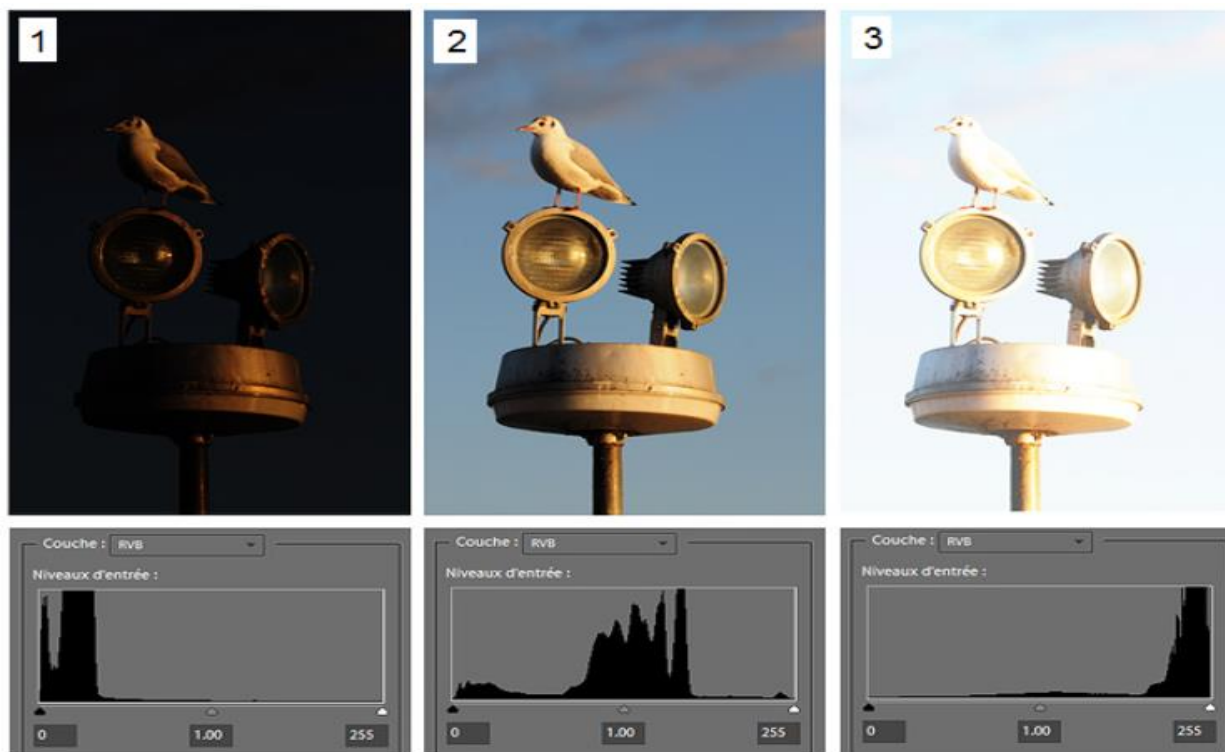 1
2
3
Couche : RVB
Niveaux d'entrée :
0 1.00 255
Couche : RVB
Niveaux d'entrée :
0 1.00 255
Couche : RVB
Niveaux d'entrée :
0 1.00 255